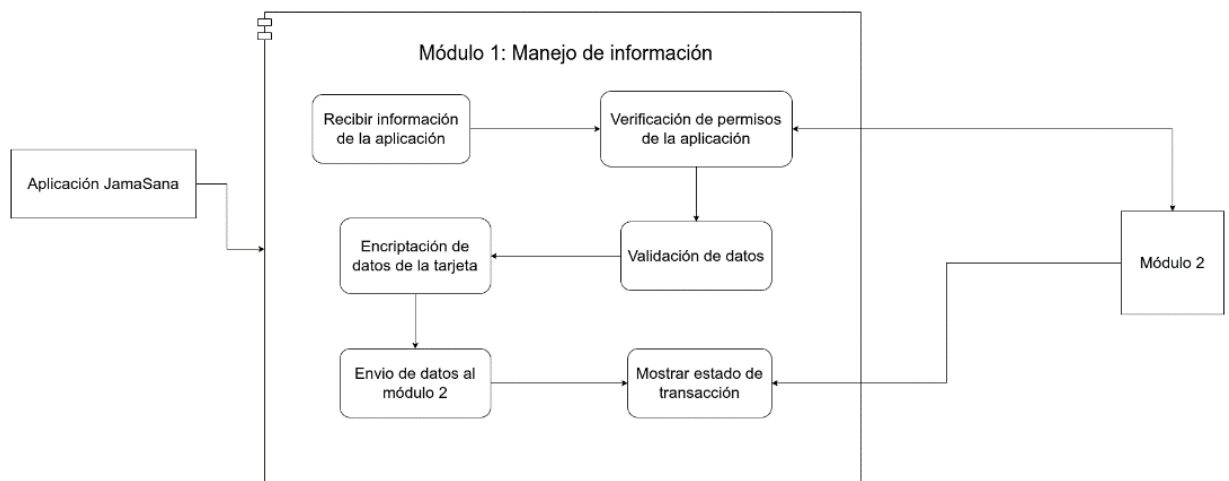 Módulo 1: Manejo de información
Recibir información
de la aplicación
Verificación de permisos
de la aplicación
Aplicación JamaSana
Encriptación de
datos de la tarjeta
Validación de datos
Módulo 2
Envio de datos al
módulo 2
Mostrar estado de
transacción